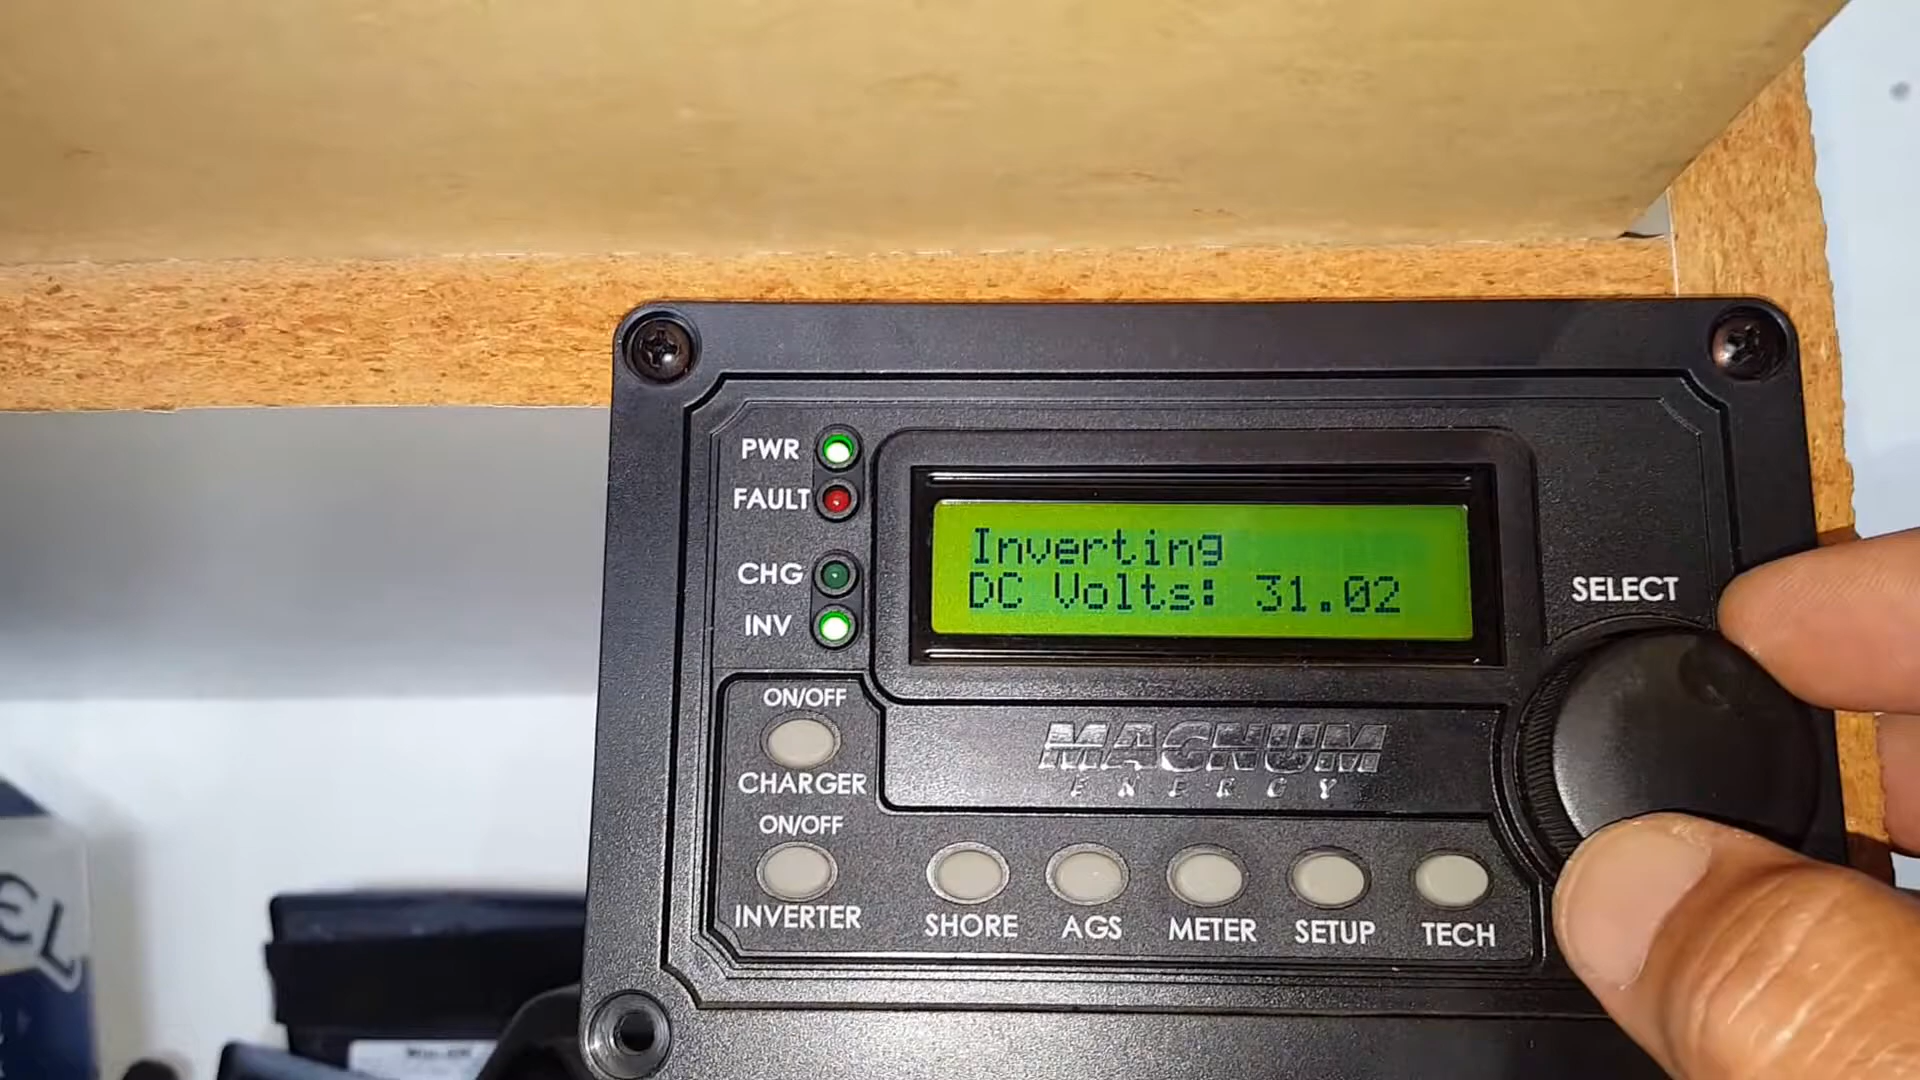 PWR
FAULT
CHG
INV
Inverting
DC Volts: 31.02
SELECT
ON/OFF
CHARGER
MAGNUM
ENERGY
ON/OFF
INVERTER
SHORE
AGS
METER
SETUP
TECH
EL